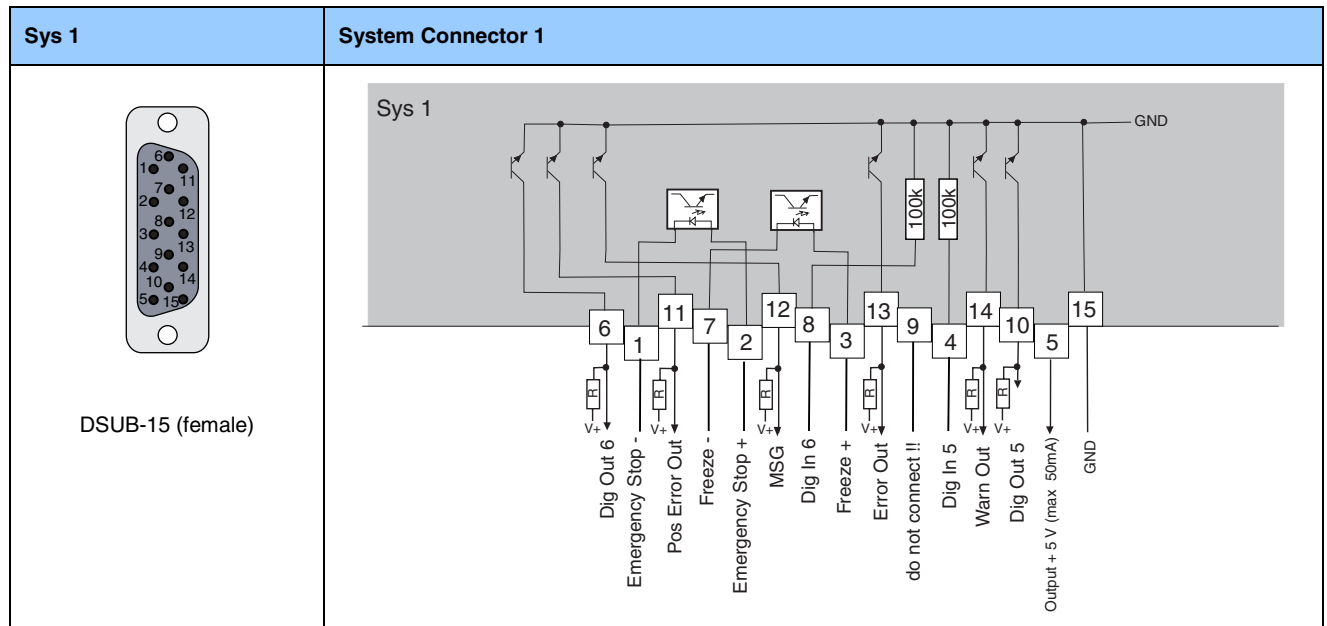 Sys 1
System Connector 1
6
1
11
7
2
12
8
3
13
9
4
14
10
5
15
DSUB-15 (female)
Sys 1
GND
100k
100k
6
1
11
7
2
12
8
3
13
9
4
14
10
5
15
R
R
R
R
R
R
V+
V+
V+
V+
V+
V+
Dig Out 6
Emergency Stop -
Pos Error Out
Freeze -
Emergency Stop +
MSG
Dig In 6
Freeze +
Error Out
do not connect !!
Dig In 5
Warn Out
Dig Out 5
Output + 5 V (max 50mA)
GND